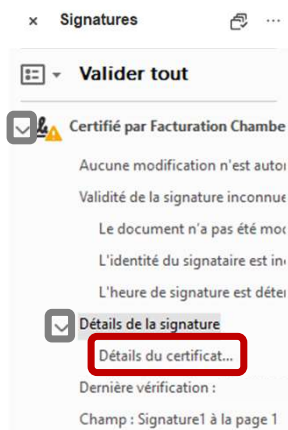 Signatures
Valider tout
Certifié par Facturation Chambe
Aucune modification n'est autor
Validité de la signature inconnue
Le document n'a pas été mod
L'identité du signataire est in
L'heure de signature est déter
Détails de la signature
Détails du certificat...
Dernière vérification :
Champ : Signature1 à la page 1